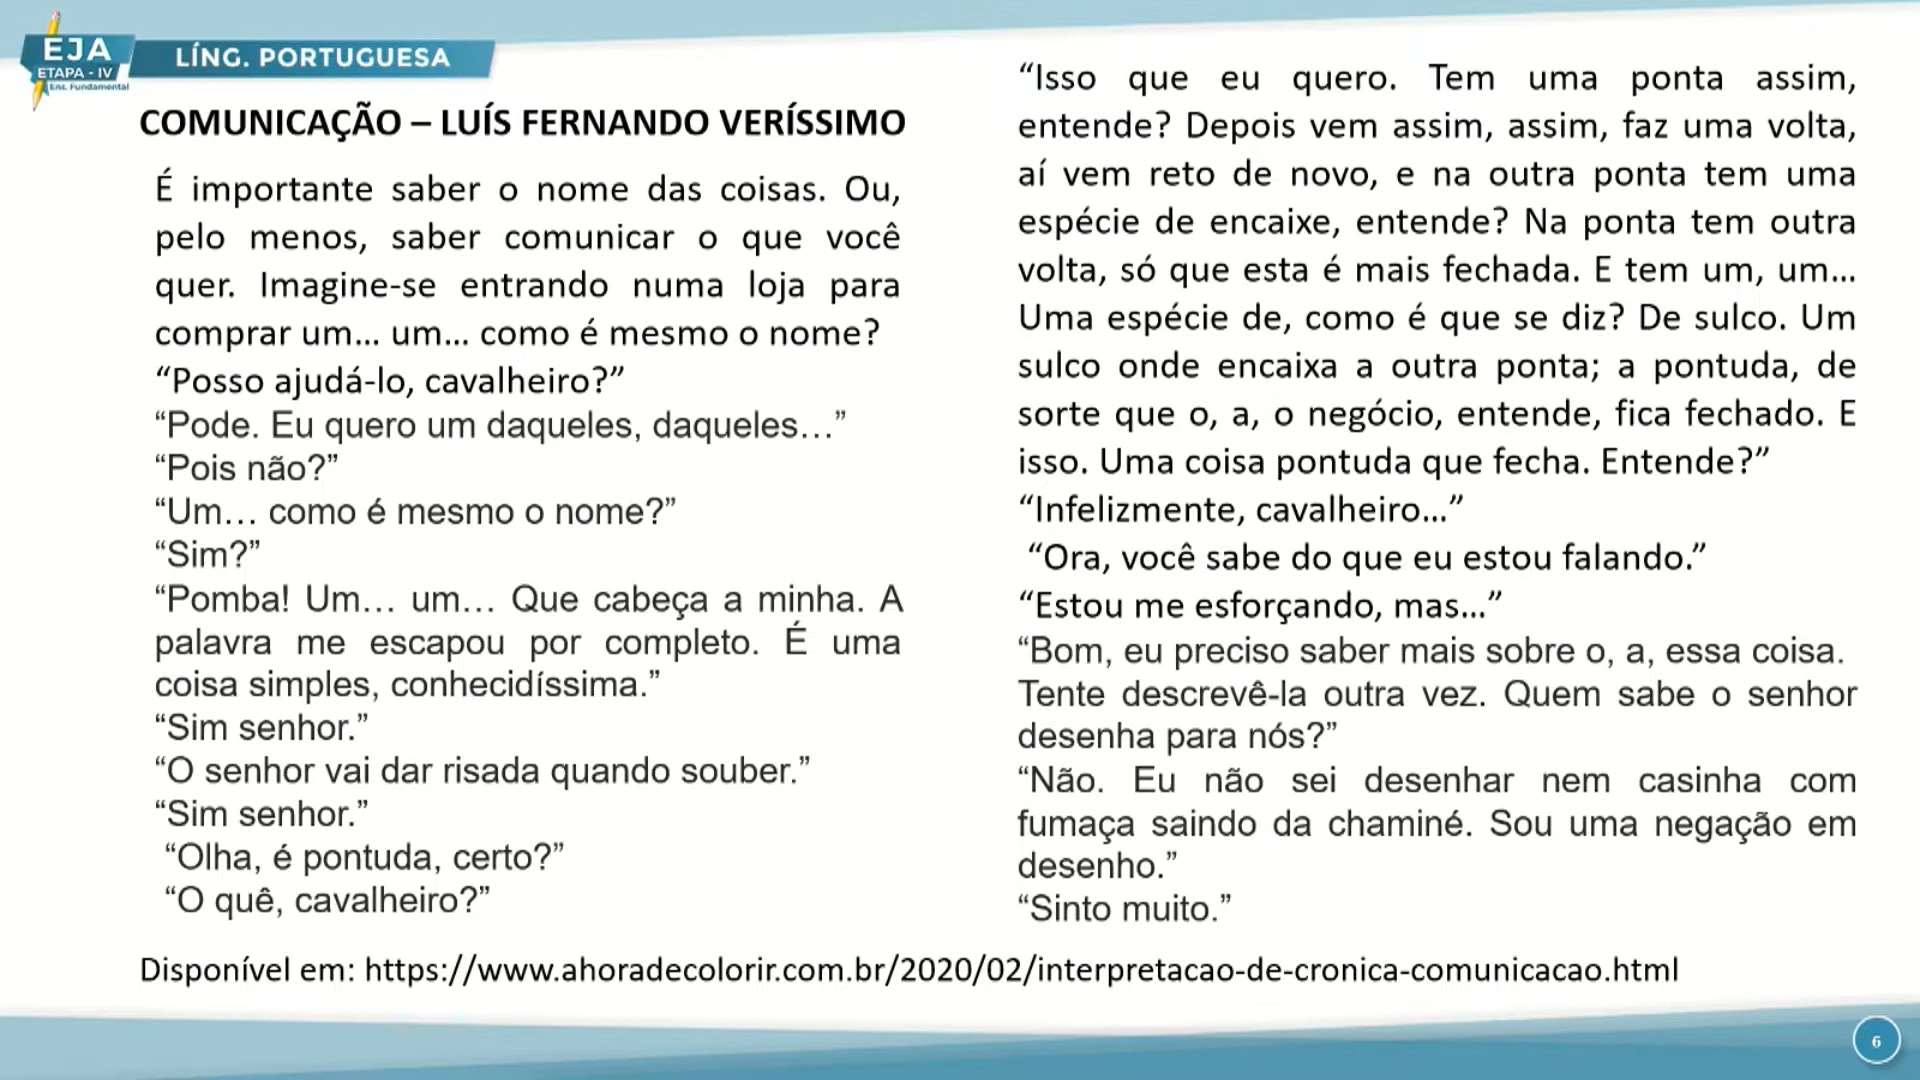 EJA
ETAPA - IV
Ens. Fundamental
LÍNG. PORTUGUESA
COMUNICAÇÃO – LUÍS FERNANDO VERÍSSIMO
É importante saber o nome das coisas. Ou,
pelo menos, saber comunicar o que você
quer. Imagine-se entrando numa loja para
comprar um... um... como é mesmo o nome?
“Posso ajudá-lo, cavalheiro?”
“Pode. Eu quero um daqueles, daqueles…”
“Pois não?”
“Um… como é mesmo o nome?”
“Sim?”
“Pomba! Um… um… Que cabeça a minha. A
palavra me escapou por completo. É uma
coisa simples, conhecidíssima.”
“Sim senhor.”
“O senhor vai dar risada quando souber.”
“Sim senhor.”
“Olha, é pontuda, certo?”
“O quê, cavalheiro?”
“Isso que eu quero. Tem uma ponta assim,
entende? Depois vem assim, assim, faz uma volta,
aí vem reto de novo, e na outra ponta tem uma
espécie de encaixe, entende? Na ponta tem outra
volta, só que esta é mais fechada. E tem um, um...
Uma espécie de, como é que se diz? De sulco. Um
sulco onde encaixa a outra ponta; a pontuda, de
sorte que o, a, o negócio, entende, fica fechado. E
isso. Uma coisa pontuda que fecha. Entende?”
“Infelizmente, cavalheiro...”
“Ora, você sabe do que eu estou falando.”
“Estou me esforçando, mas...”
“Bom, eu preciso saber mais sobre o, a, essa coisa.
Tente descrevê-la outra vez. Quem sabe o senhor
desenha para nós?”
“Não. Eu não sei desenhar nem casinha com
fumaça saindo da chaminé. Sou uma negação em
desenho.”
“Sinto muito.”
Disponível em: https://www.ahoradecolorir.com.br/2020/02/interpretacao-de-cronica-comunicacao.html
6